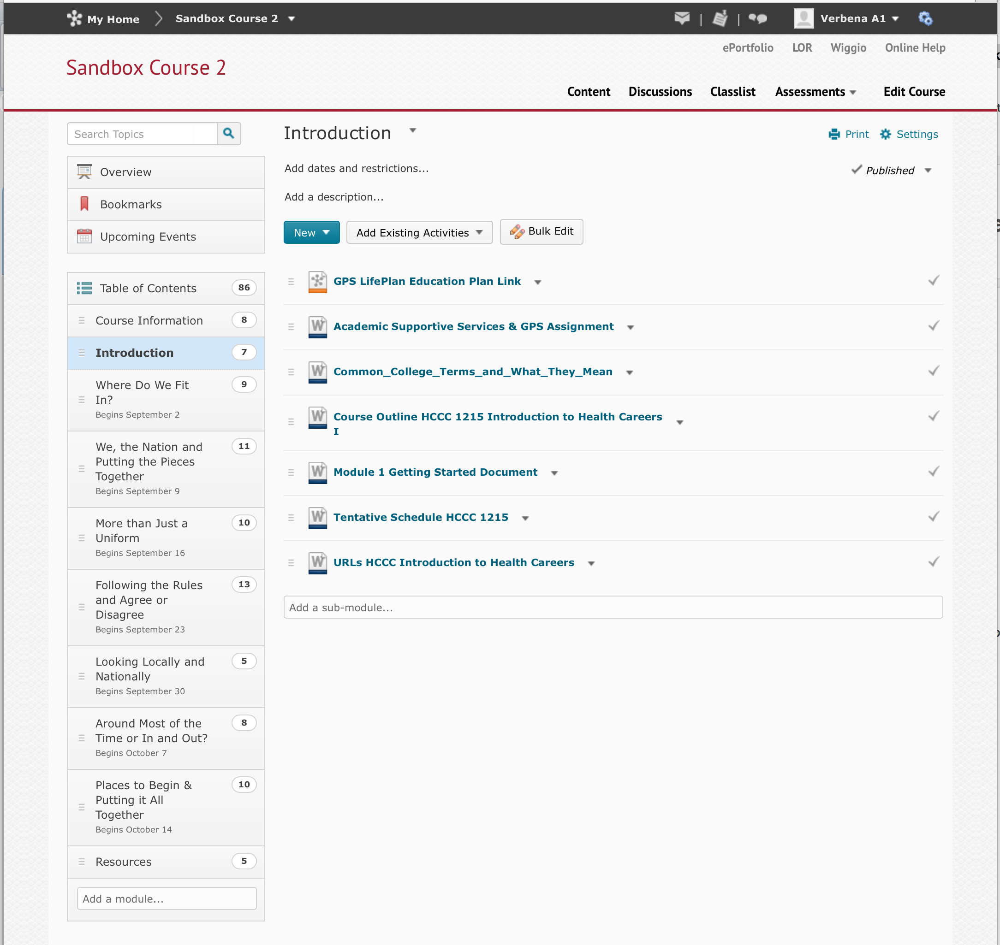 My Home
Sandbox Course 2
Verbena A1
ePortfolio LOR Wiggio Online Help
Sandbox Course 2
Content Discussions Classlist Assessments Edit Course
Search Topics
Overview
Bookmarks
Upcoming Events
Table of Contents 86
Course Information 8
Introduction 7
Where Do We Fit 9
In?
Begins September 2
We, the Nation and 11
Putting the Pieces
Together
Begins September 9
More than Just a 10
Uniform
Begins September 16
Following the Rules 13
and Agree or
Disagree
Begins September 23
Looking Locally and 5
Nationally
Begins September 30
Around Most of the 8
Time or In and Out?
Begins October 7
Places to Begin & 10
Putting it All
Together
Begins October 14
Resources 5
Add a module...
Introduction
Print Settings
Add dates and restrictions...
Published
Add a description...
New Add Existing Activities Bulk Edit
GPS LifePlan Education Plan Link
Academic Supportive Services & GPS Assignment
Common_College_Terms_and_What_They_Mean
Course Outline HCCC 1215 Introduction to Health Careers
I
Module 1 Getting Started Document
Tentative Schedule HCCC 1215
URLs HCCC Introduction to Health Careers
Add a sub-module...